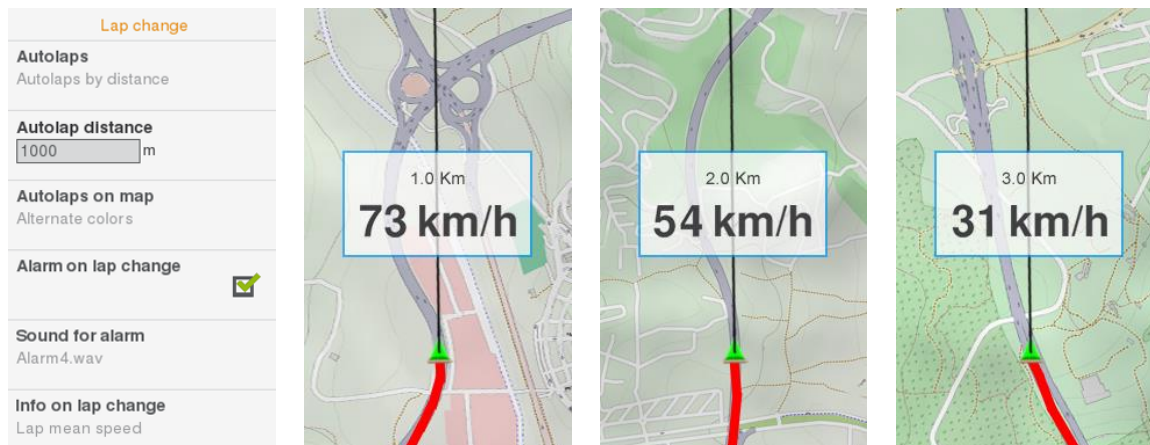 Lap change
Autolaps
Autolaps by distance
Autolap distance
1000 m
Autolaps on map
Alternate colors
Alarm on lap change
Sound for alarm
Alarm4.wav
Info on lap change
Lap mean speed
1.0 Km
73 km/h
2.0 Km
54 km/h
3.0 Km
31 km/h